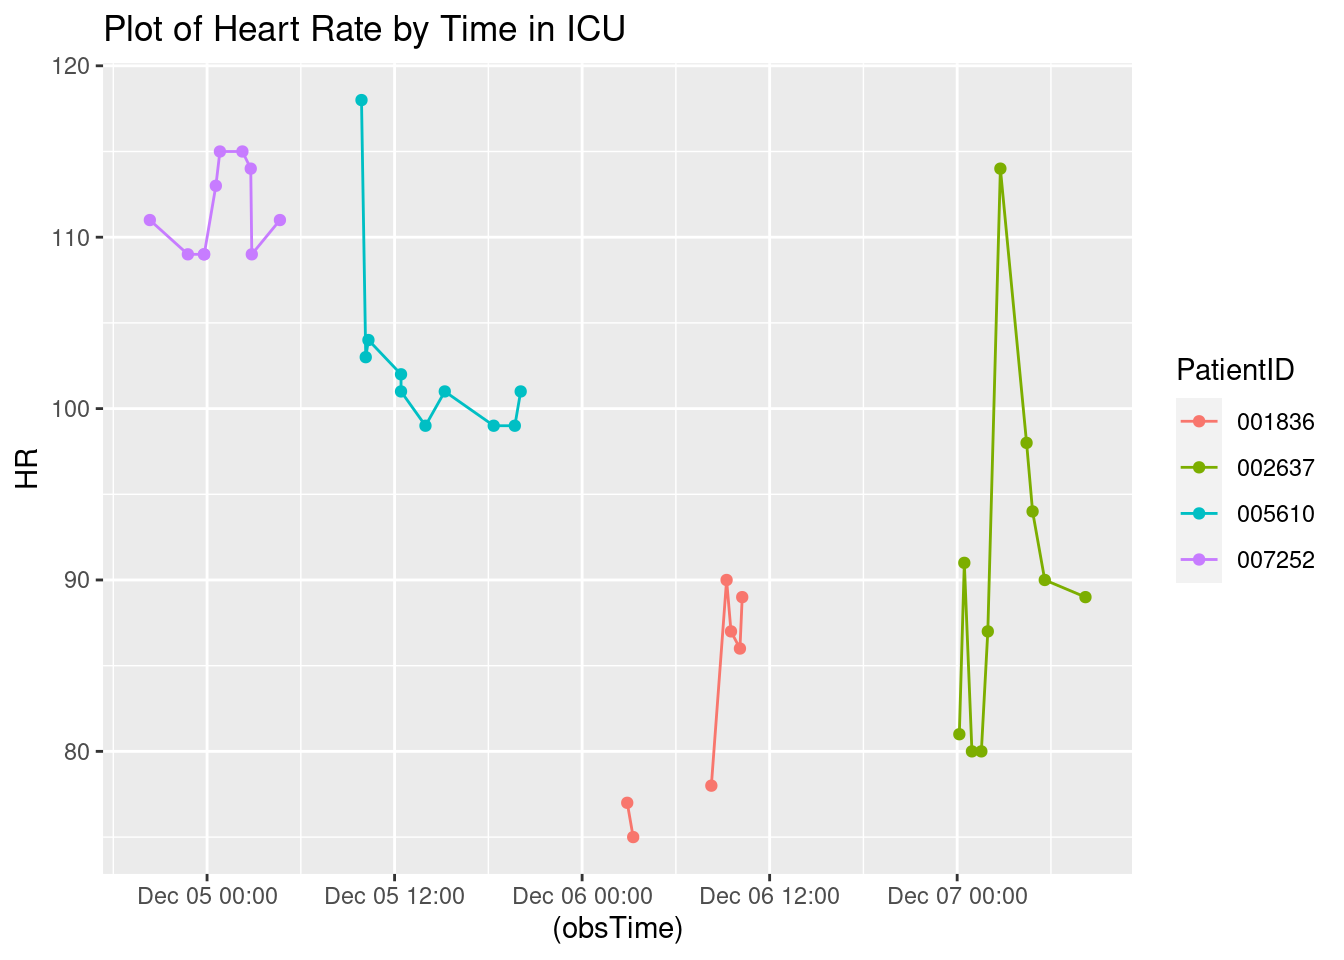 Plot of Heart Rate by Time in ICU
120
110
100
90
80
HR
Dec 05 00:00
Dec 05 12:00
Dec 06 00:00
Dec 06 12:00
Dec 07 00:00
(obsTime)
PatientID
001836
002637
005610
007252